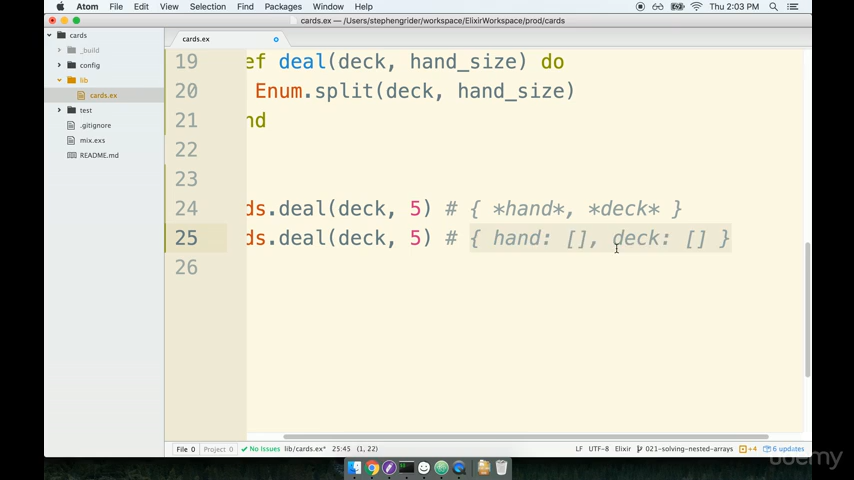 Atom File Edit View Selection Find Packages Window Help Thu 2:03 PM
cards.ex — /Users/stephengrider/workspace/ElixirWorkspace/prod/cards
cards
_build
config
lib
cards.ex
test
.gitignore
mix.exs
README.md
cards.ex
19 ef deal(deck, hand_size) do
20 Enum.split(deck, hand_size)
21 nd
22
23
24 ds.deal(deck, 5) # { *hand*, *deck* }
25 ds.deal(deck, 5) # { hand: [], deck: [] }
26
File 0 Project 0 No Issues lib/cards.ex* 25:45 (1, 22) LF UTF-8 Elixir 021-solving-nested-arrays +4 6 updates
udemy